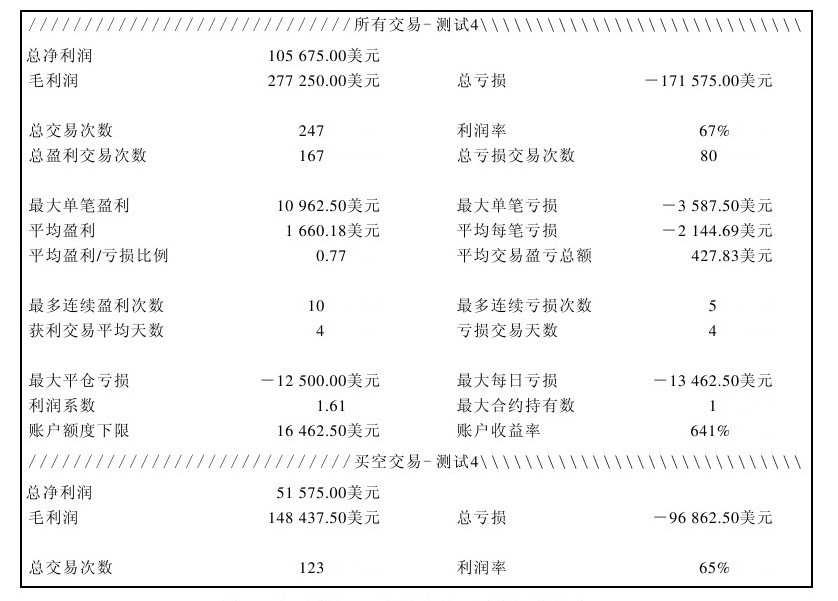 /////////////////////////////所有交易-测试4\\\\\\\\\\\\\\\\\\\\\\\\\\\\\
总净利润 105 675.00美元
毛利润 277 250.00美元 总亏损 －171 575.00美元
总交易次数 247 利润率 67%
总盈利交易次数 167 总亏损交易次数 80
最大单笔盈利 10 962.50美元 最大单笔亏损 －3 587.50美元
平均盈利 1 660.18美元 平均每笔亏损 －2 144.69美元
平均盈利/亏损比例 0.77 平均交易盈亏总额 427.83美元
最多连续盈利次数 10 最多连续亏损次数 5
获利交易平均天数 4 亏损交易天数 4
最大平仓亏损 －12 500.00美元 最大每日亏损 －13 462.50美元
利润系数 1.61 最大合约持有数 1
账户额度下限 16 462.50美元 账户收益率 641%
/////////////////////////////买空交易-测试4\\\\\\\\\\\\\\\\\\\\\\\\\\\\\
总净利润 51 575.00美元
毛利润 148 437.50美元 总亏损 －96 862.50美元
总交易次数 123 利润率 65%